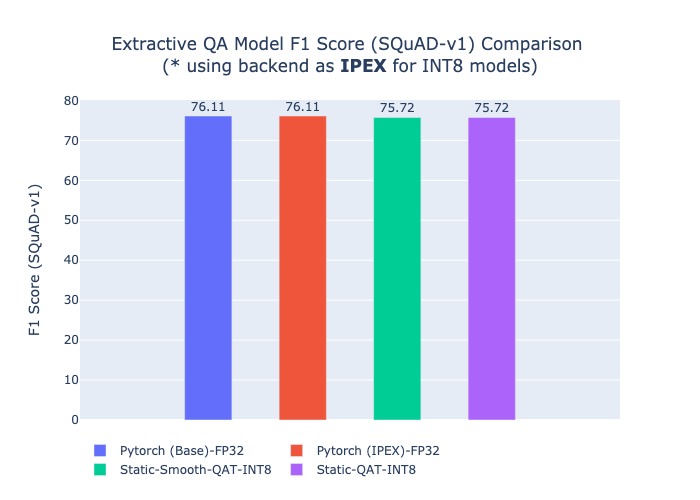 Extractive QA Model F1 Score (SQuAD-v1) Comparison
(* using backend as IPEX for INT8 models)
F1 Score (SQuAD-v1)
80
70
60
50
40
30
20
10
0
76.11
76.11
75.72
75.72
Pytorch (Base)-FP32
Pytorch (IPEX)-FP32
Static-Smooth-QAT-INT8
Static-QAT-INT8